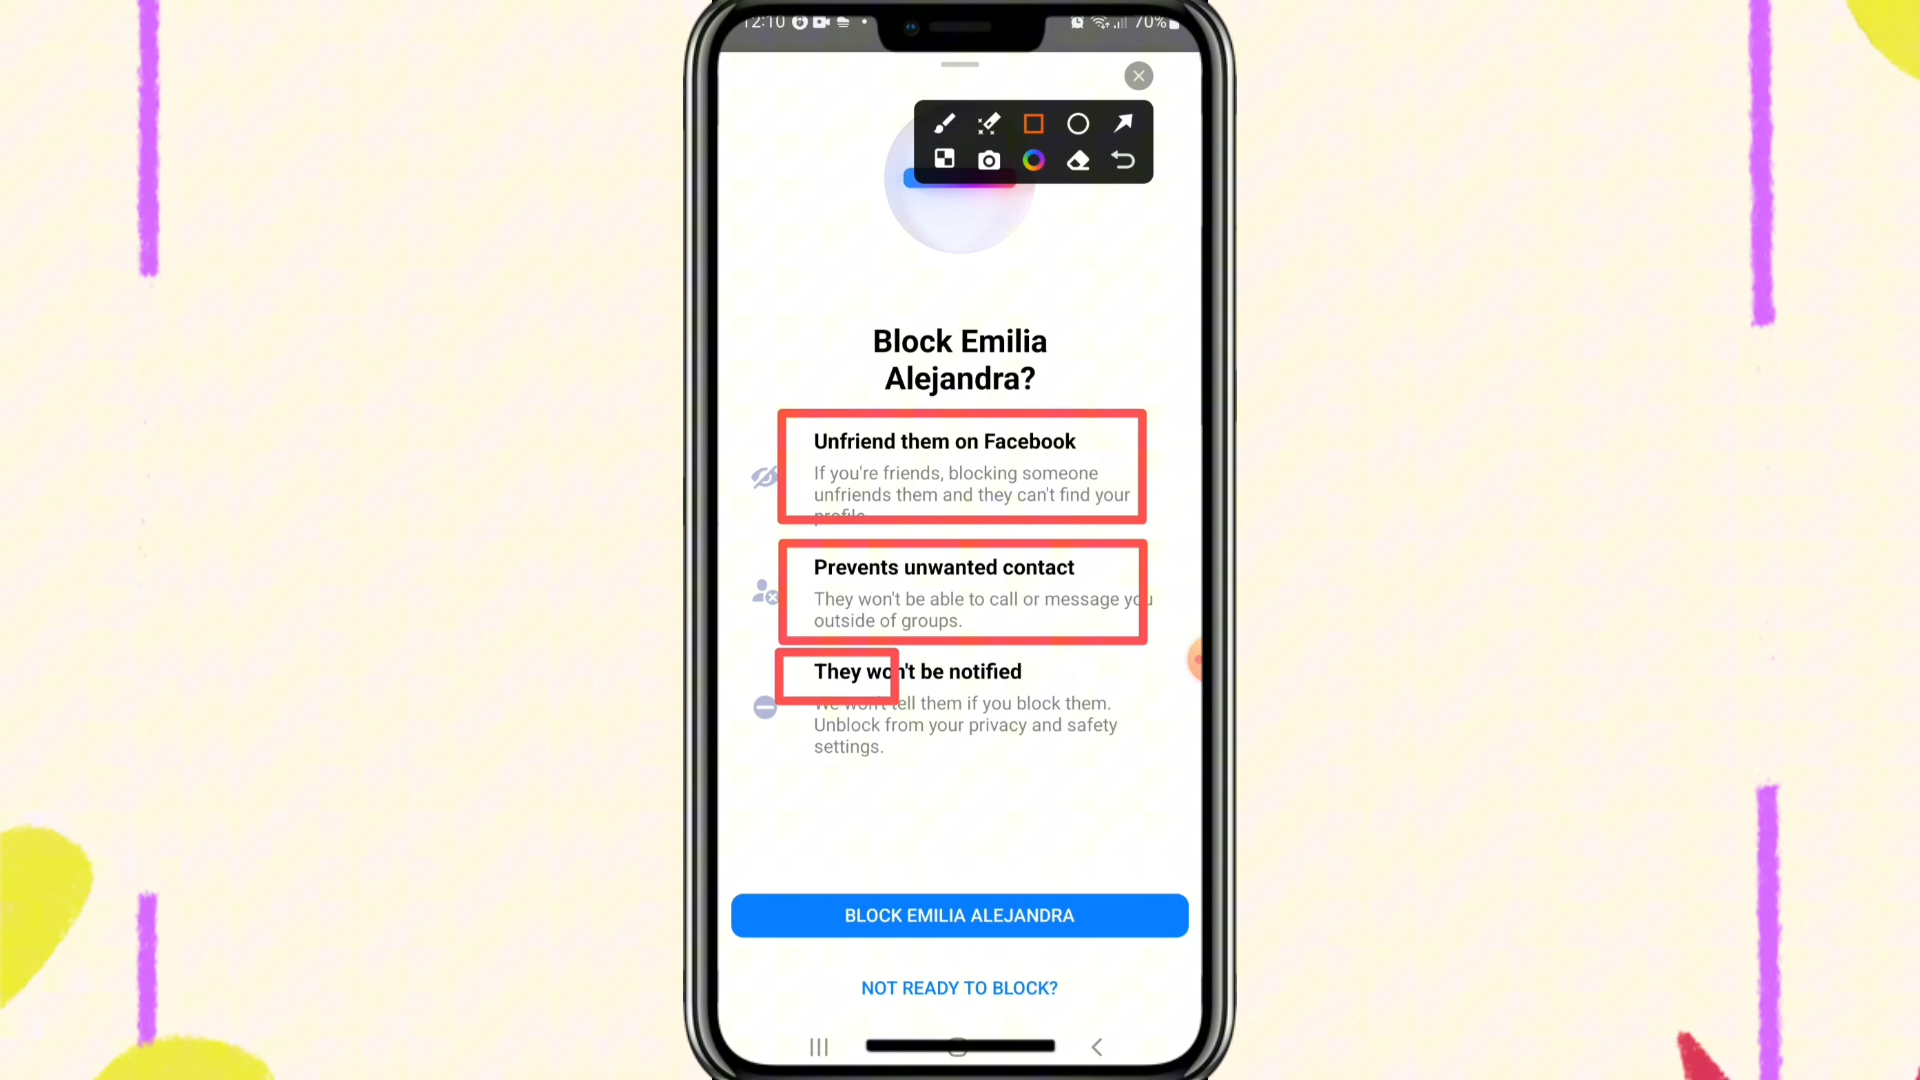 12:10
70%
Block Emilia
Alejandra?
Unfriend them on Facebook
If you're friends, blocking someone
unfriends them and they can't find your
profile.
Prevents unwanted contact
They won't be able to call or message you
outside of groups.
They won't be notified
We won't tell them if you block them.
Unblock from your privacy and safety
settings.
BLOCK EMILIA ALEJANDRA
NOT READY TO BLOCK?